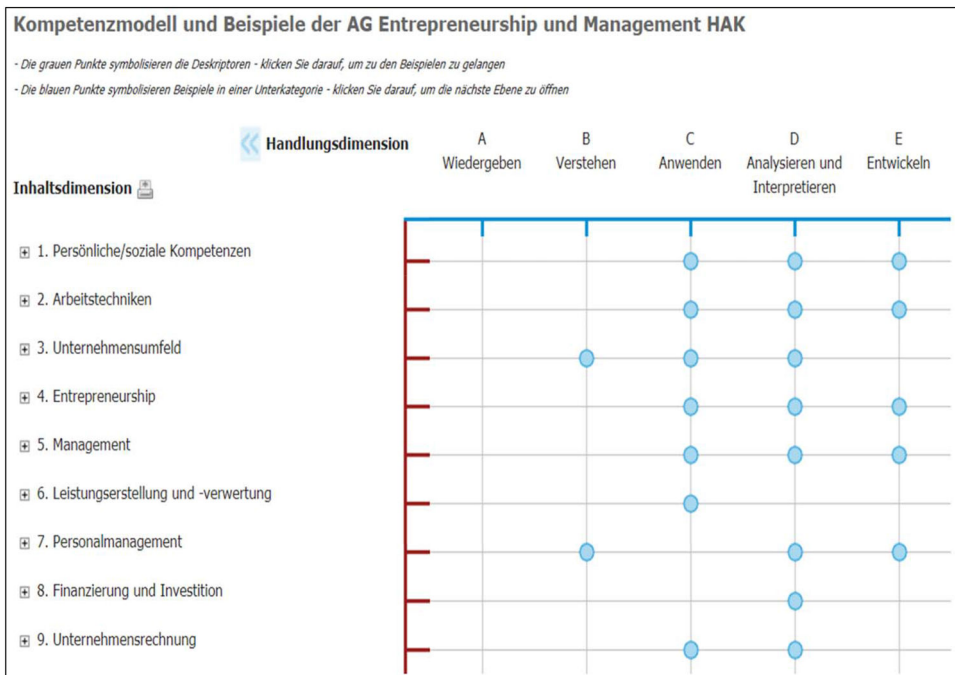 Kompetenzmodell und Beispiele der AG Entrepreneurship und Management HAK
- Die grauen Punkte symbolisieren die Deskriptoren - klicken Sie darauf, um zu den Beispielen zu gelangen
- Die blauen Punkte symbolisieren Beispiele in einer Unterkategorie - klicken Sie darauf, um die nächste Ebene zu öffnen
Handlungsdimension
A
Wiedergeben
B
Verstehen
C
Anwenden
D
Analysieren und
Interpretieren
E
Entwickeln
Inhaltsdimension
1. Persönliche/soziale Kompetenzen
2. Arbeitstechniken
3. Unternehmensumfeld
4. Entrepreneurship
5. Management
6. Leistungserstellung und -verwertung
7. Personalmanagement
8. Finanzierung und Investition
9. Unternehmensrechnung